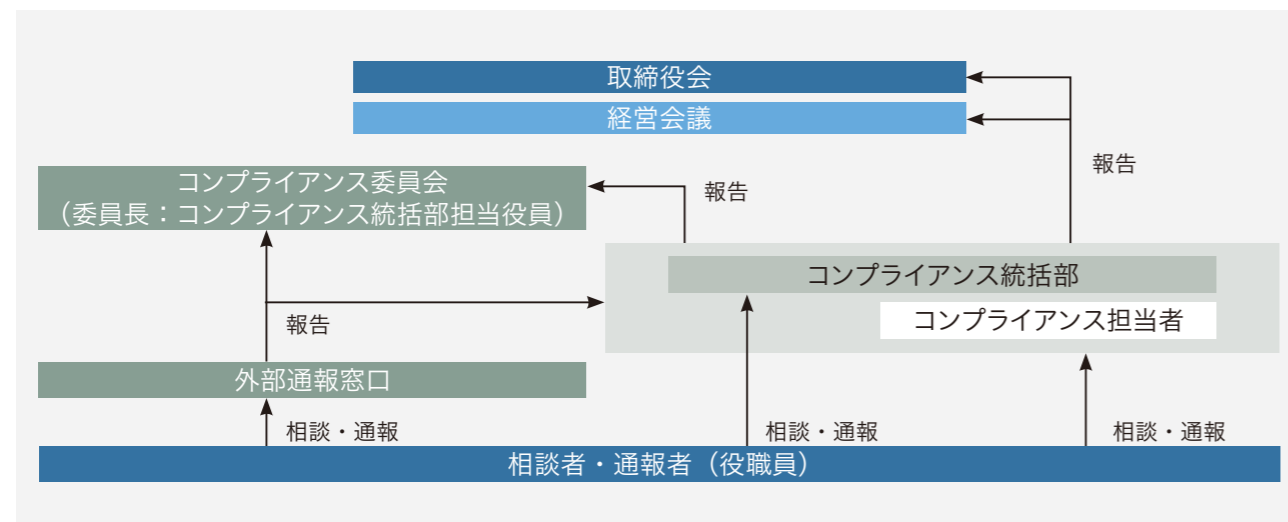 取締役会
経営会議
報告
コンプライアンス委員会
（委員長：コンプライアンス統括部担当役員）
報告
コンプライアンス統括部
コンプライアンス担当者
報告
外部通報窓口
相談・通報
相談・通報
相談・通報
相談者・通報者（役職員）